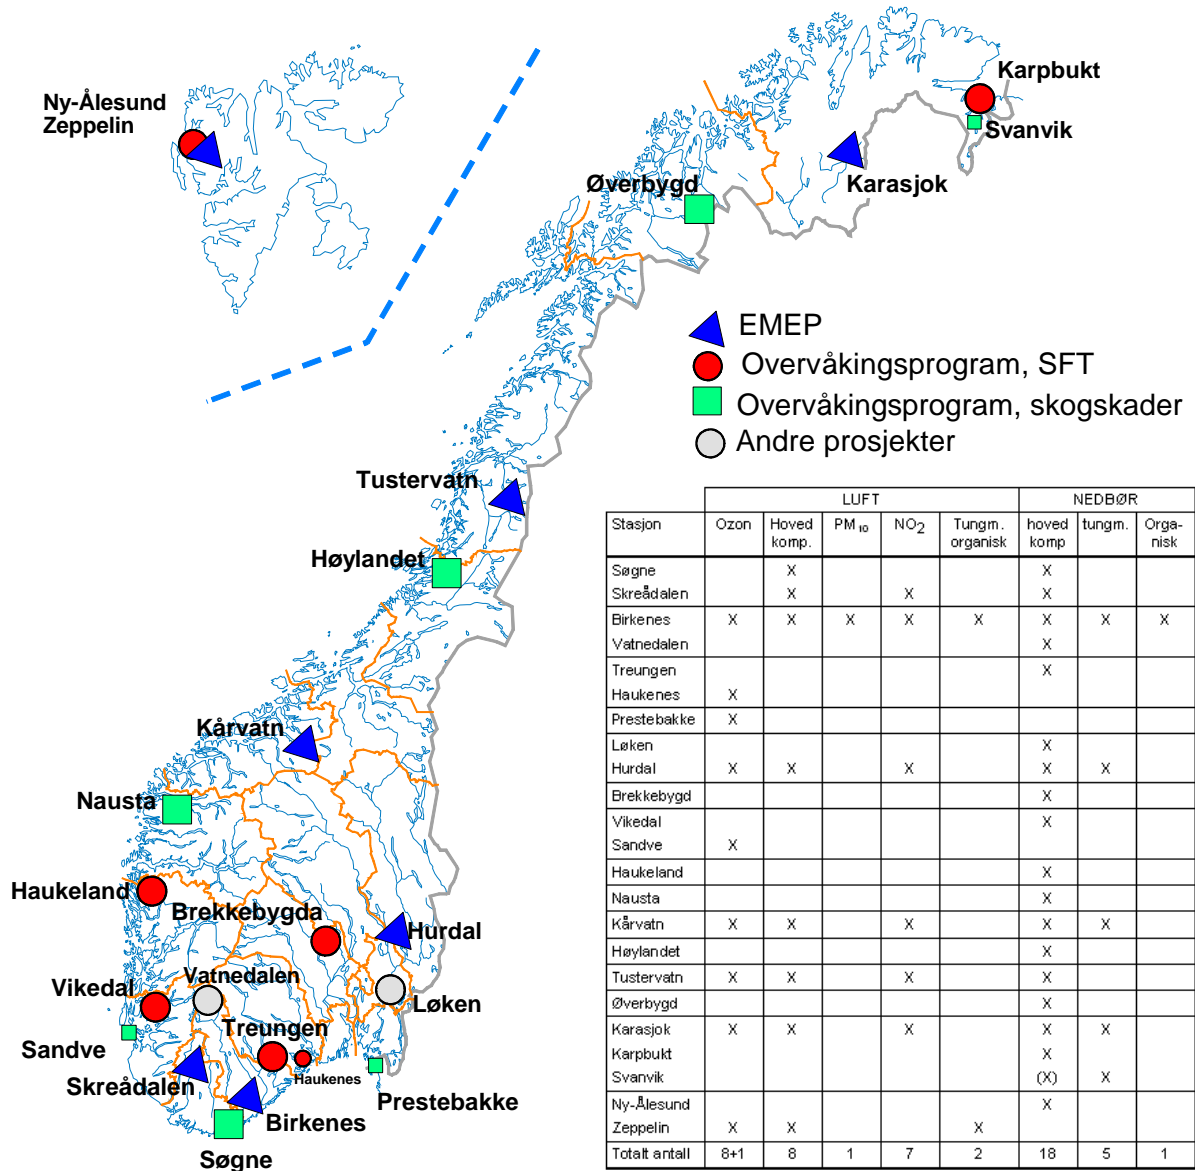 Ny-Ålesund
Zeppelin
Karpbukt
Svanvik
Karasjok
Øverbygd
EMEP
Overvåkingsprogram, SFT
Overvåkingsprogram, skogskader
Andre prosjekter
Tustervatn
Høylandet
Kårvatn
Nausta
Haukeland
Brekkebygda
Hurdal
Vatnedalen
Vikedal
Løken
Treungen
Sandve
Haukenes
Skreådalen
Prestebakke
Birkenes
Søgne
LUFT NEDBØR
Stasjon Ozon Hoved komp. PM10 NO2 Tungm. organisk hoved komp tungm. Orga-nisk
Søgne X X
Skreådalen X X X
Birkenes X X X X X X X X
Vatnedalen X
Treungen X
Haukenes X
Prestebakke X
Løken X
Hurdal X X X X X
Brekkebygd X
Vikedal X
Sandve X
Haukeland X
Nausta X
Kårvatn X X X X X
Høylandet X
Tustervatn X X X X
Øverbygd X
Karasjok X X X X X
Karpbukt X
Svanvik (X) X
Ny-Ålesund X
Zeppelin X X X
Totalt antall 8+1 8 1 7 2 18 5 1